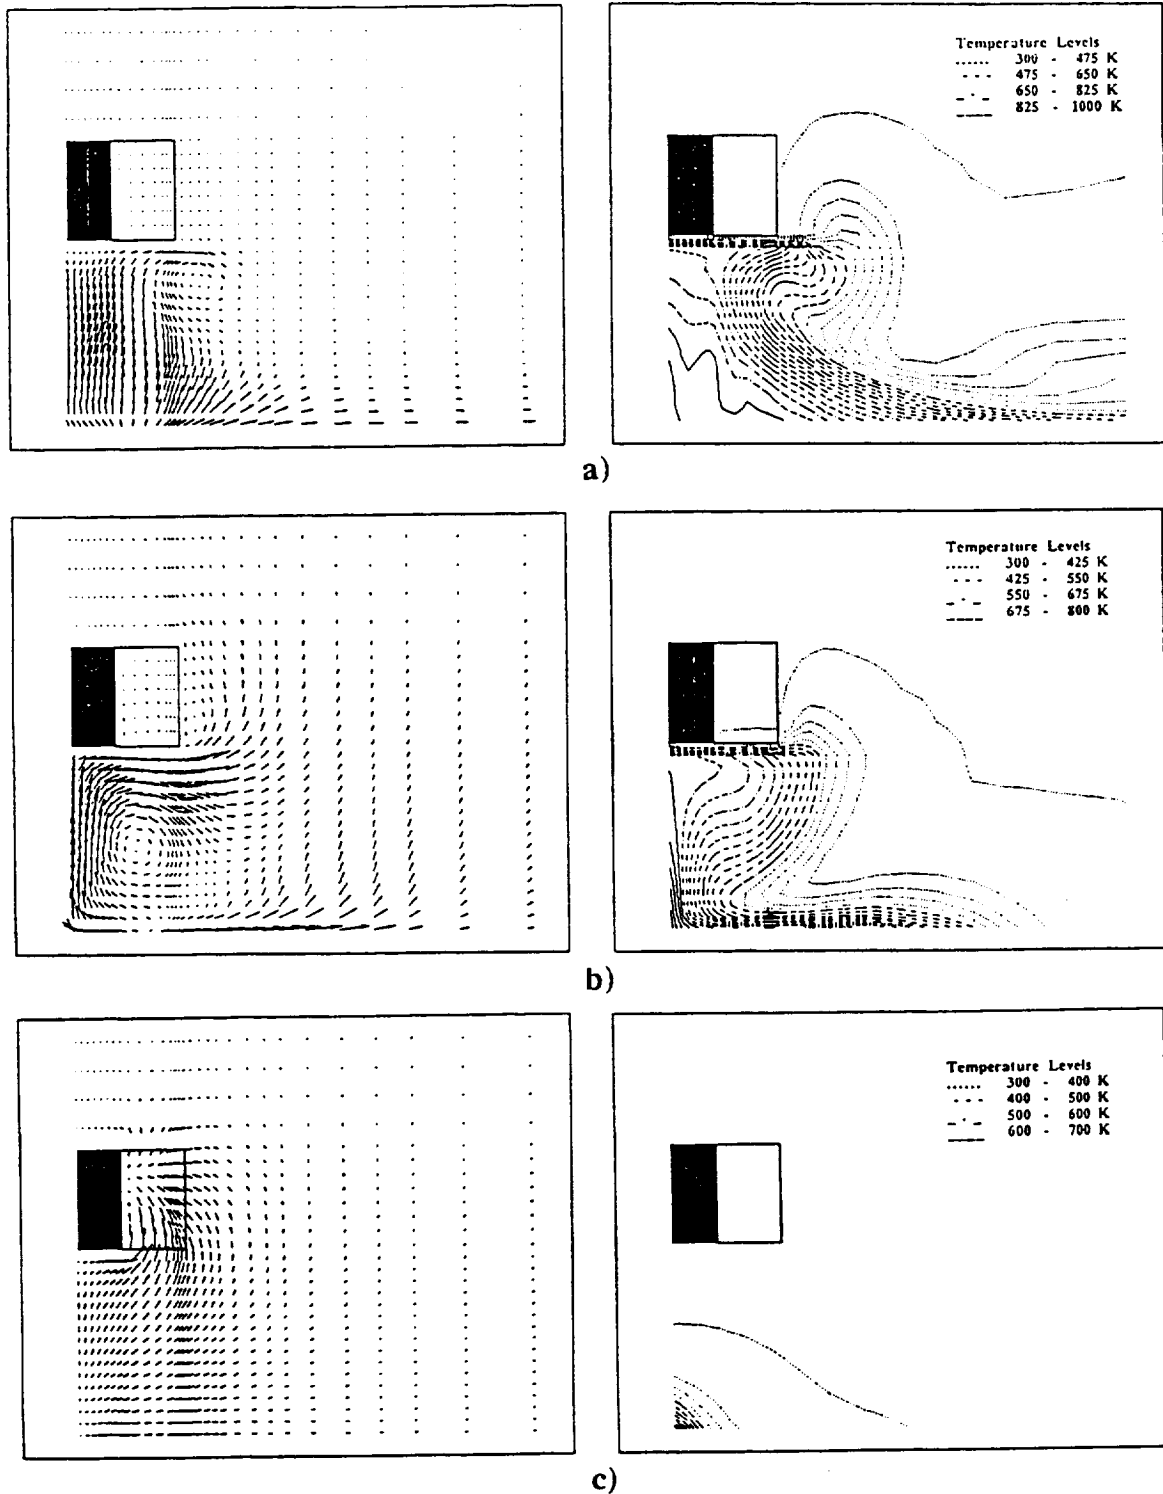 Temperature Levels
...... 300 - 475 K
- - - 475 - 650 K
- · - 650 - 825 K
—— 825 - 1000 K
a)
Temperature Levels
...... 300 - 425 K
- - - 425 - 550 K
- · - 550 - 675 K
—— 675 - 800 K
b)
Temperature Levels
...... 300 - 400 K
- - - 400 - 500 K
- · - 500 - 600 K
—— 600 - 700 K
c)